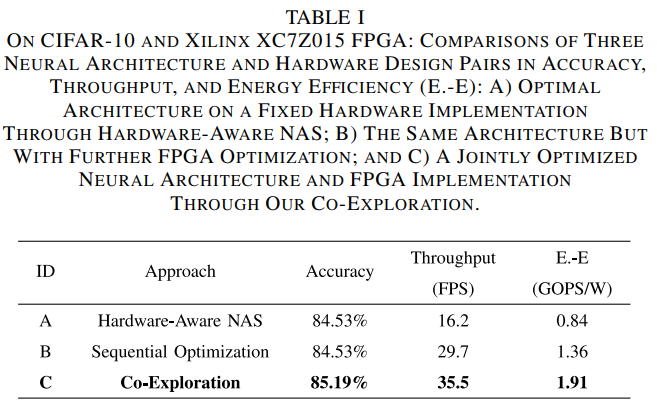 TABLE I
ON CIFAR-10 AND XILINX XC7Z015 FPGA: COMPARISONS OF THREE
NEURAL ARCHITECTURE AND HARDWARE DESIGN PAIRS IN ACCURACY,
THROUGHPUT, AND ENERGY EFFICIENCY (E.-E): A) OPTIMAL
ARCHITECTURE ON A FIXED HARDWARE IMPLEMENTATION
THROUGH HARDWARE-AWARE NAS; B) THE SAME ARCHITECTURE BUT
WITH FURTHER FPGA OPTIMIZATION; AND C) A JOINTLY OPTIMIZED
NEURAL ARCHITECTURE AND FPGA IMPLEMENTATION
THROUGH OUR CO-EXPLORATION.
ID Approach Accuracy Throughput (FPS) E.-E (GOPS/W)
A Hardware-Aware NAS 84.53% 16.2 0.84
B Sequential Optimization 84.53% 29.7 1.36
C Co-Exploration 85.19% 35.5 1.91